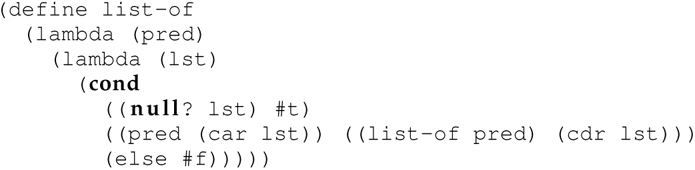 (define list-of
(lambda (pred)
(lambda (lst)
(cond
((null? lst) #t)
((pred (car lst)) ((list-of pred) (cdr lst)))
(else #f)))))